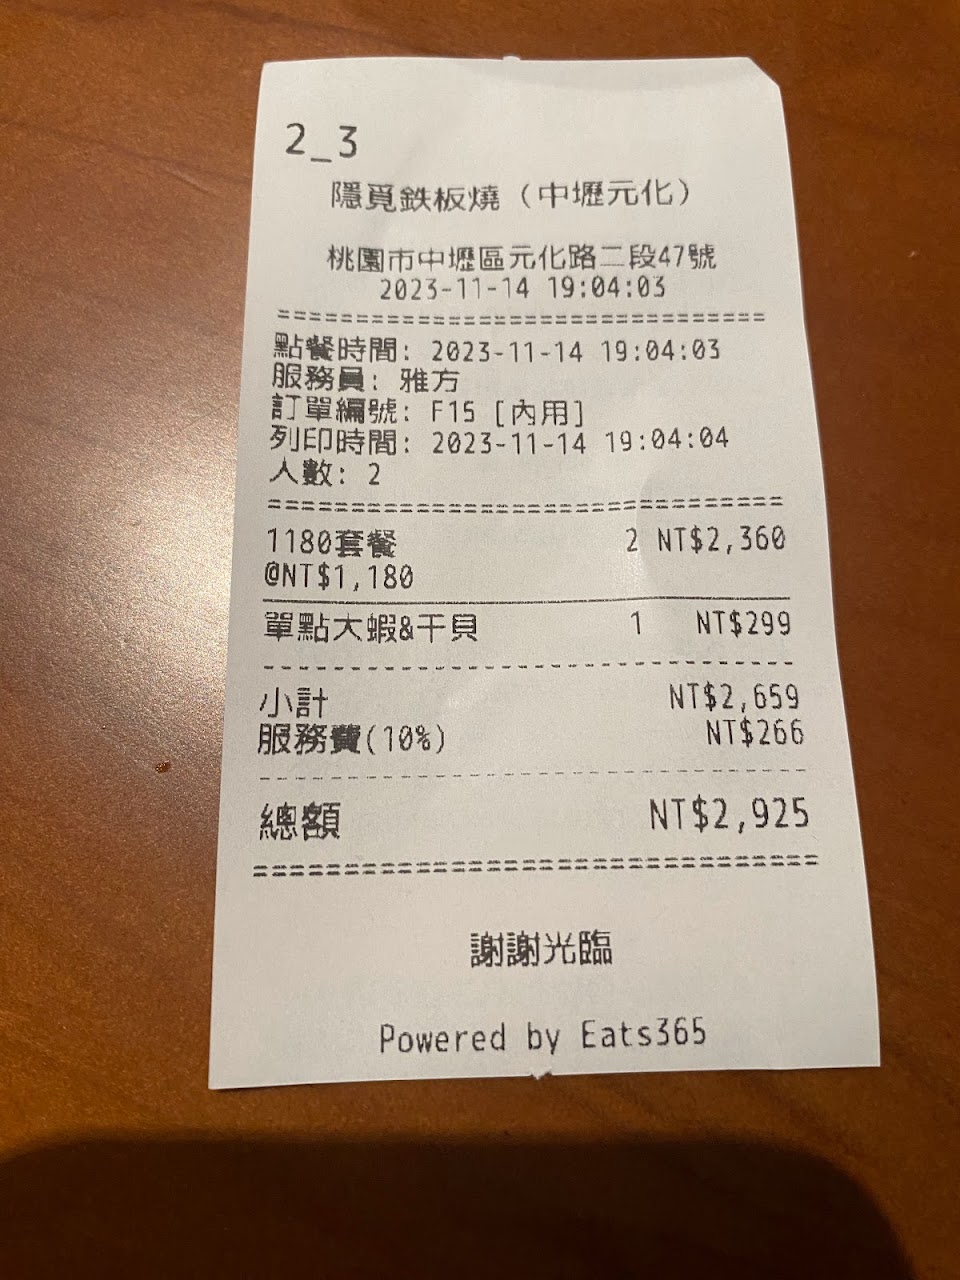 2_3
隱覓鉄板燒（中壢元化）
桃園市中壢區元化路二段47號
2023-11-14 19:04:03
================================
點餐時間: 2023-11-14 19:04:03
服務員: 雅方
訂單編號: F15 [內用]
列印時間: 2023-11-14 19:04:04
人數: 2
================================
1180套餐 2 NT$2,360
@NT$1,180
單點大蝦&干貝 1 NT$299
小計 NT$2,659
服務費(10%) NT$266
總額 NT$2,925
================================
謝謝光臨
Powered by Eats365